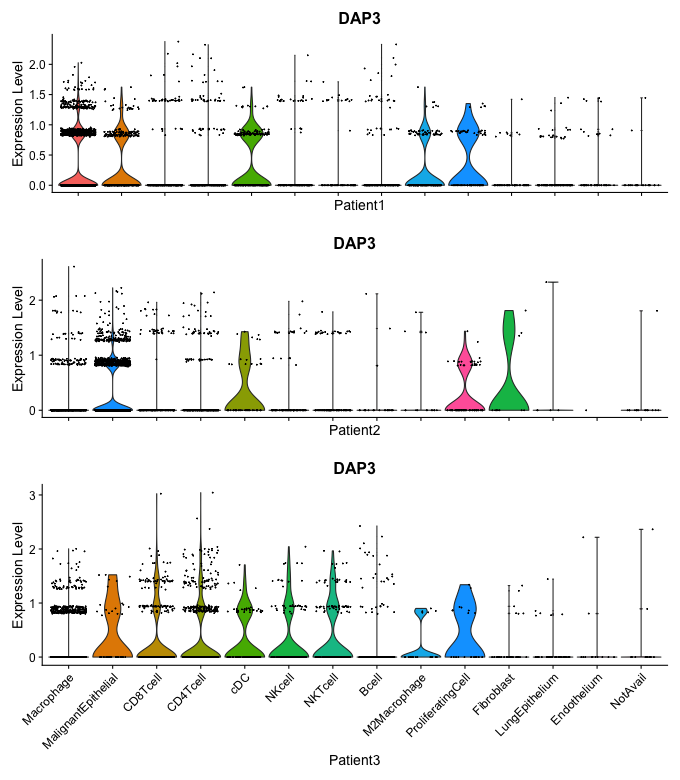 DAP3
Expression Level
2.0
1.5
1.0
0.5
0.0
Patient1
DAP3
Expression Level
2
1
0
Patient2
DAP3
Expression Level
3
2
1
0
Macrophage
MalignantEpithelial
CD8Tcell
CD4Tcell
cDC
NKcell
NKTcell
Bcell
M2Macrophage
ProliferatingCell
Fibroblast
LungEpithelium
Endothelium
NotAvail
Patient3